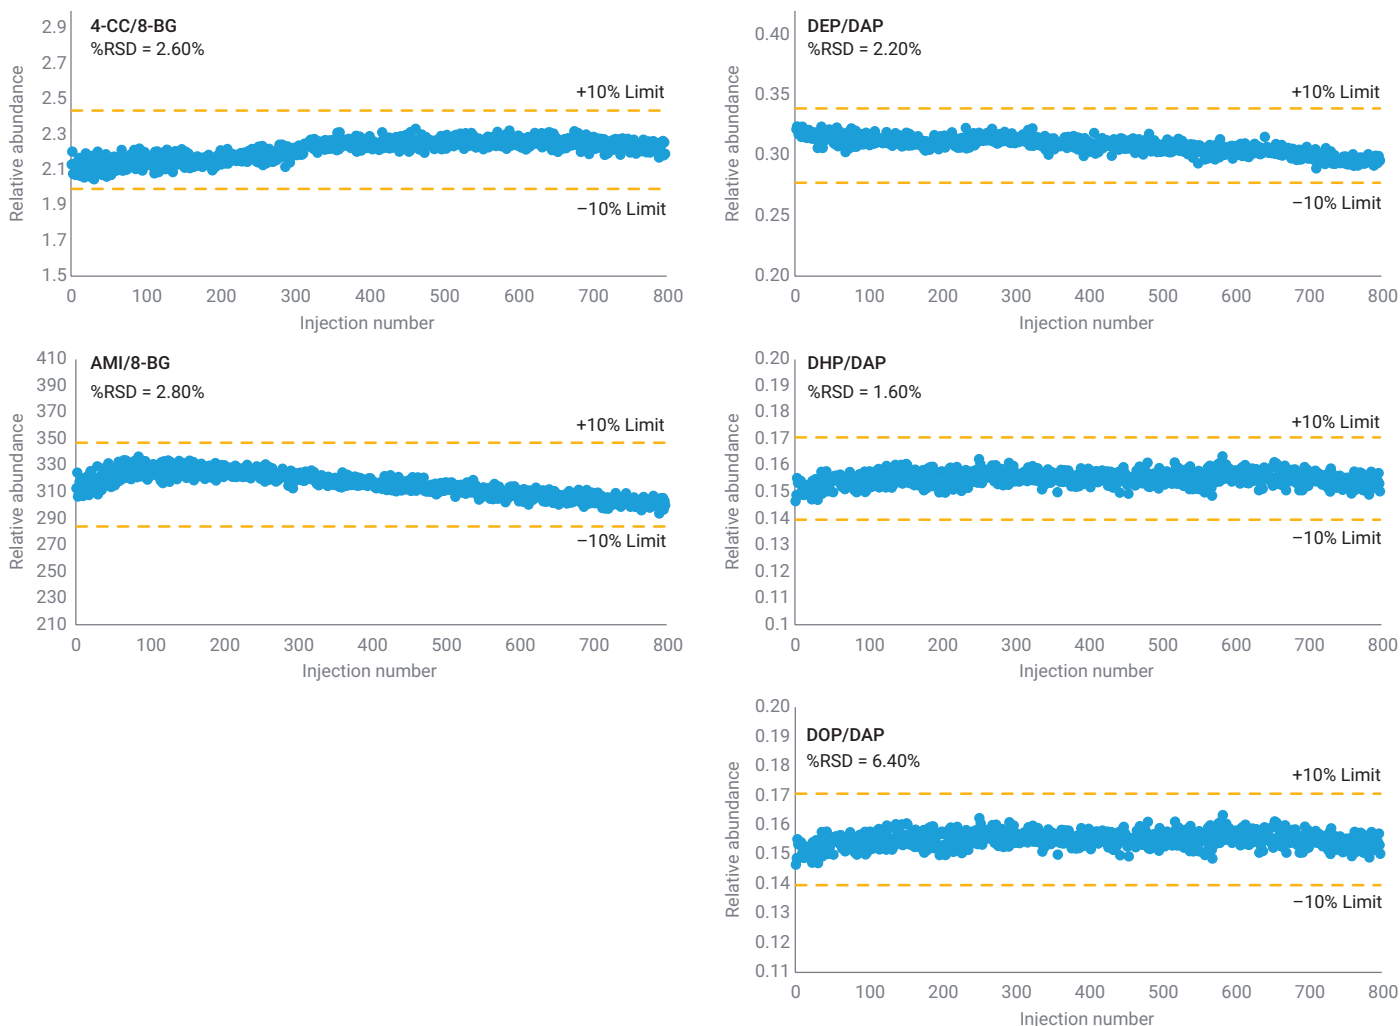 4-CC/8-BG
%RSD = 2.60%
2.9
2.7
2.5
2.3
2.1
1.9
1.7
1.5
+10% Limit
−10% Limit
Relative abundance
0 100 200 300 400 500 600 700 800
Injection number
DEP/DAP
%RSD = 2.20%
0.40
0.35
0.30
0.25
0.20
+10% Limit
−10% Limit
Relative abundance
0 100 200 300 400 500 600 700 800
Injection number
AMI/8-BG
%RSD = 2.80%
410
390
370
350
330
310
290
270
250
230
210
+10% Limit
−10% Limit
Relative abundance
0 100 200 300 400 500 600 700 800
Injection number
DHP/DAP
%RSD = 1.60%
0.20
0.19
0.18
0.17
0.16
0.15
0.14
0.13
0.12
0.11
0.1
+10% Limit
−10% Limit
Relative abundance
0 100 200 300 400 500 600 700 800
Injection number
DOP/DAP
%RSD = 6.40%
0.20
0.19
0.18
0.17
0.16
0.15
0.14
0.13
0.12
0.11
+10% Limit
−10% Limit
Relative abundance
0 100 200 300 400 500 600 700 800
Injection number